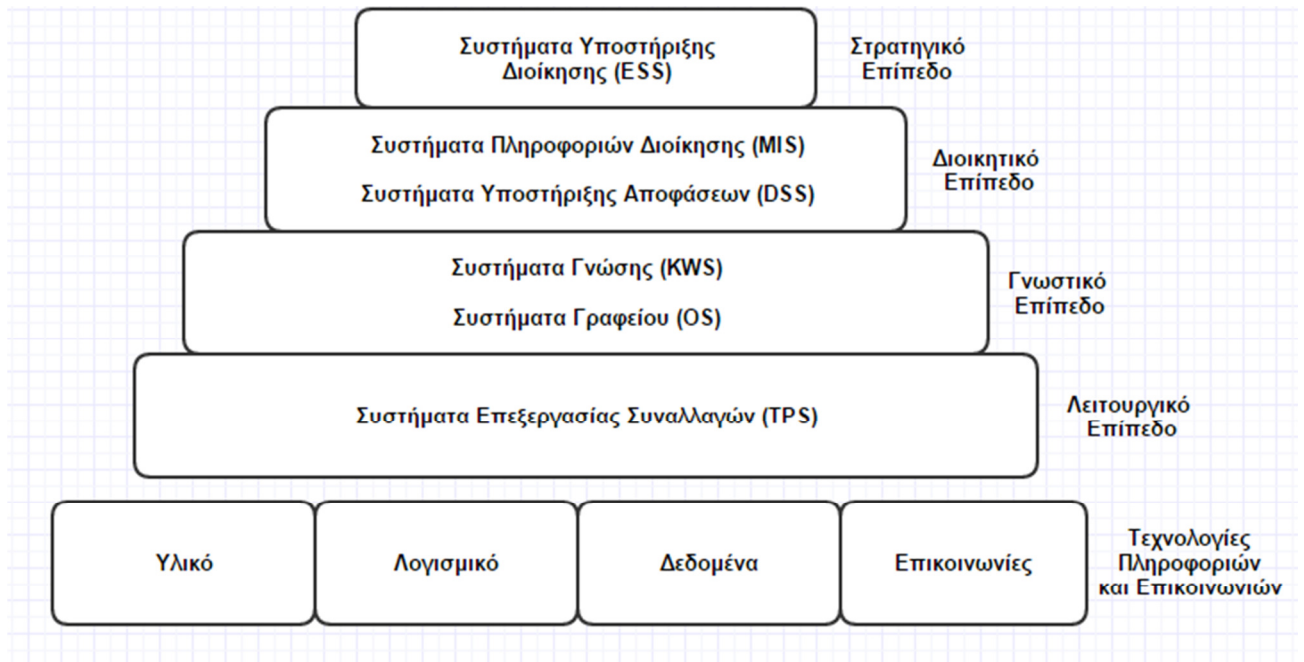 Συστήματα Υποστήριξης
Διοίκησης (ESS)
Στρατηγικό
Επίπεδο
Συστήματα Πληροφοριών Διοίκησης (MIS)
Συστήματα Υποστήριξης Αποφάσεων (DSS)
Διοικητικό
Επίπεδο
Συστήματα Γνώσης (KWS)
Συστήματα Γραφείου (OS)
Γνωστικό
Επίπεδο
Συστήματα Επεξεργασίας Συναλλαγών (TPS)
Λειτουργικό
Επίπεδο
Υλικό
Λογισμικό
Δεδομένα
Επικοινωνίες
Τεχνολογίες
Πληροφοριών
και Επικοινωνιών